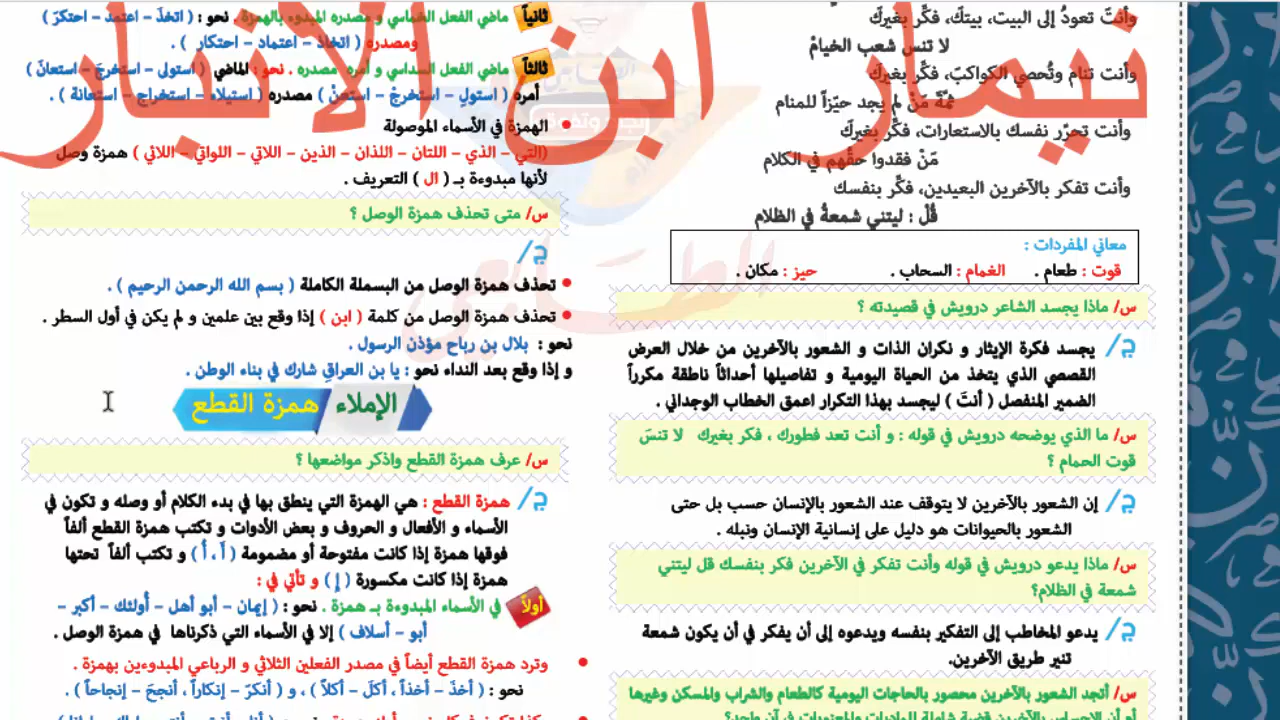 وأنتَ تعودُ إلى البيت، بيتكَ، فكِّر بغيركَ
لا تنس شعب الخيامْ
وأنت تنام وتُحصي الكواكبَ، فكِّر بغيركَ
ثمّةَ مَنْ لم يجد حيّزاً للمنام
وأنت تحرّر نفسك بالاستعارات، فكِّر بغيركَ
مَنْ فقدوا حقَّهم في الكلام
وأنت تفكر بالآخرين البعيدين، فكِّر بنفسك
قُلْ : ليتني شمعةُ في الظلام
معاني المفردات :
قوت : طعام . الغمام : السحاب . حيز : مكان .
س/ ماذا يجسد الشاعر درويش في قصيدته ؟
ج/ يجسد فكرة الإيثار و نكران الذات و الشعور بالآخرين من خلال العرض
القصصي الذي يتخذ من الحياة اليومية و تفاصيلها أحداثاً ناطقة مكرراً
الضمير المنفصل ( أنتَ ) ليجسد بهذا التكرار اعمق الخطاب الوجداني .
س/ ما الذي يوضحه درويش في قوله : و أنت تعد فطورك ، فكر بغيرك لا تنسَ
قوت الحمام ؟
ج/ إن الشعور بالآخرين لا يتوقف عند الشعور بالإنسان حسب بل حتى
الشعور بالحيوانات هو دليل على إنسانية الإنسان ونبله .
س/ ماذا يدعو درويش في قوله وأنت تفكر في الآخرين فكر بنفسك قل ليتني
شمعة في الظلام؟
ج/ يدعو المخاطب إلى التفكير بنفسه ويدعوه إلى أن يفكر في أن يكون شمعة
تنير طريق الآخرين.
س/ أتجد الشعور بالآخرين محصور بالحاجات اليومية كالطعام والشراب والمسكن وغيرها
أم أن الإحساس بالآخرين قضية شاملة للماديات والمعنويات في آن واحد؟
ثانياً ماضي الفعل الخماسي و مصدره المبدوء بالهمزة . نحو : ( اتخذَ – اعتمدَ – احتكرَ )
ومصدره ( اتخاذ – اعتماد – احتكار ) .
ثالثاً ماضي الفعل السداسي و أمره مصدره . نحو : الماضي ( استولى – استخرجَ – استعانَ )
أمره ( استولِ – استخرجْ – استعنْ ) مصدره ( استيلاء – استخراج – استعانة ) .
• الهمزة في الأسماء الموصولة
(التي – الذي – اللتان – اللذان – الذين – اللاتي – اللواتي – اللائي ) همزة وصل
لأنها مبدوءة بـ ( ال ) التعريف .
س/ متى تحذف همزة الوصل ؟
ج/
• تحذف همزة الوصل من البسملة الكاملة ( بسم الله الرحمن الرحيم ) .
• تحذف همزة الوصل من كلمة ( ابن ) إذا وقع بين علمين و لم يكن في أول السطر .
نحو : بلال بن رباح مؤذن الرسول .
و إذا وقع بعد النداء نحو : يا بن العراقِ شارك في بناء الوطن .
الإملاء همزة القطع
س/ عرف همزة القطع واذكر مواضعها ؟
ج/ همزة القطع : هي الهمزة التي ينطق بها في بدء الكلام أو وصله و تكون في
الأسماء و الأفعال و الحروف و بعض الأدوات و تكتب همزة القطع ألفاً
فوقها همزة إذا كانت مفتوحة أو مضمومة ( أَ ، أُ ) و تكتب ألفاً تحتها
همزة إذا كانت مكسورة ( إِ ) و تأتي في :
أولاً في الأسماء المبدوءة بـ همزة . نحو : ( إيمان – أبو أهل – أولئك – أكبر –
أبو – أسلاف ) إلا في الأسماء التي ذكرناها في همزة الوصل .
• وترد همزة القطع أيضاً في مصدر الفعلين الثلاثي و الرباعي المبدوءين بهمزة .
نحو : ( أخذَ – أخذاً ، أكلَ – أكلاً ) ، و ( أنكرَ – إنكاراً ، أنجحَ – إنجاحاً ) .
نيمار ابن الانبار
الطائي